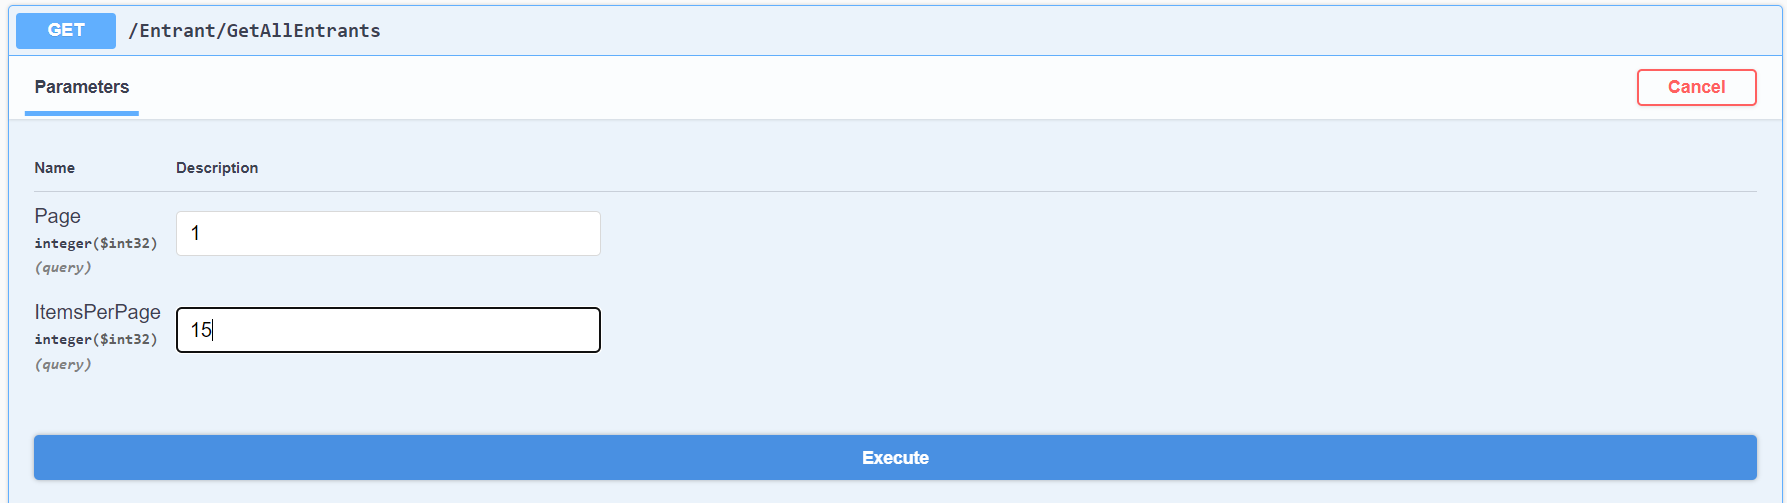 GET /Entrant/GetAllEntrants
Parameters
Cancel
Name Description
Page
integer($int32)
(query)
1
ItemsPerPage
integer($int32)
(query)
15
Execute